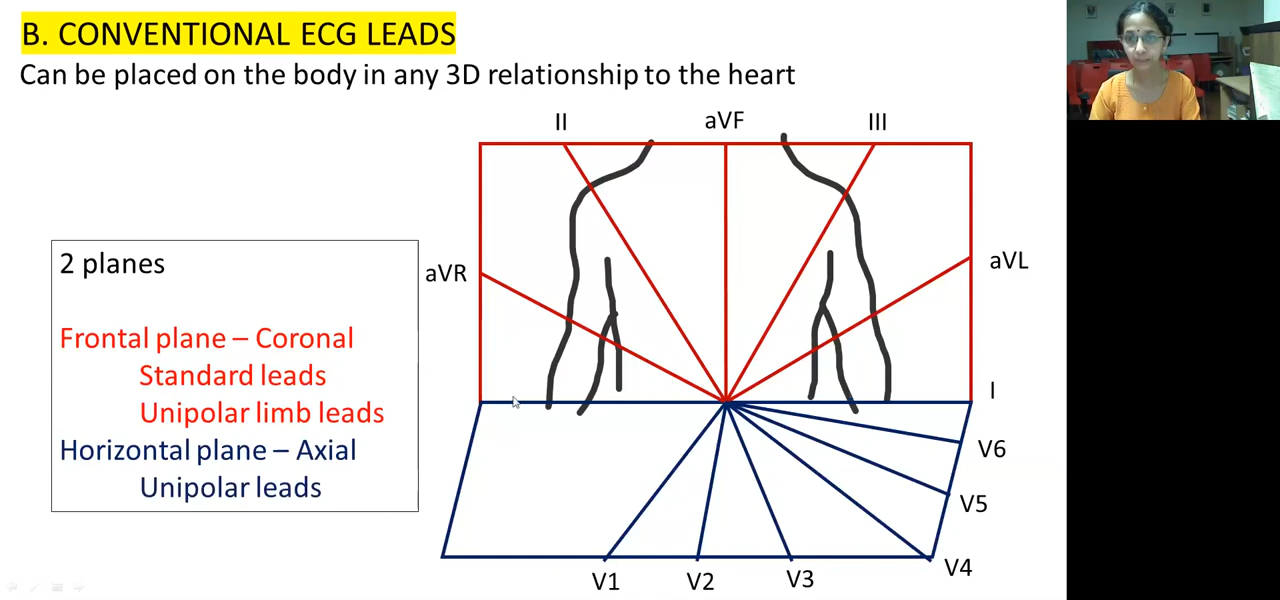 B. CONVENTIONAL ECG LEADS
Can be placed on the body in any 3D relationship to the heart
II
aVF
III
aVR
aVL
I
V6
V5
V4
V3
V2
V1
2 planes
Frontal plane – Coronal
Standard leads
Unipolar limb leads
Horizontal plane – Axial
Unipolar leads